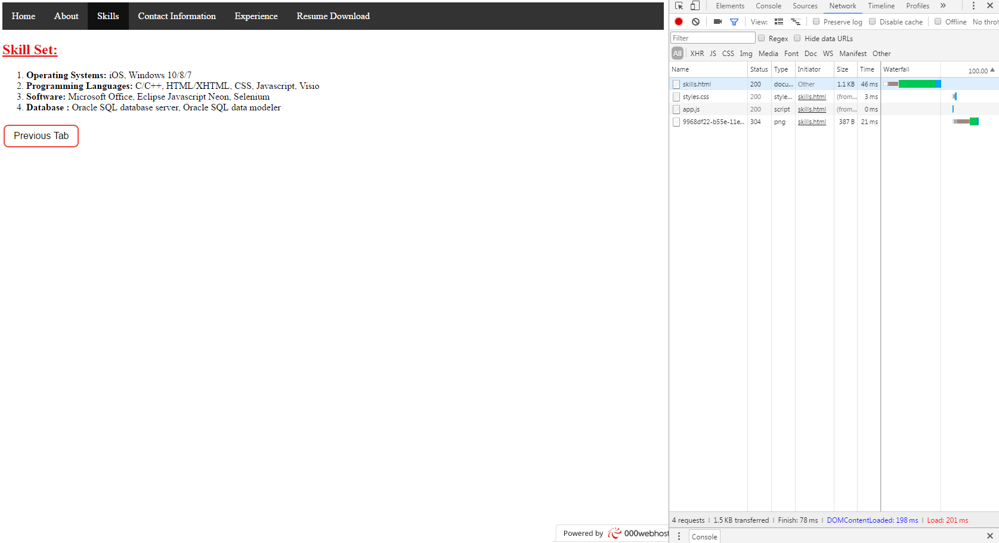 Home About Skills Contact Information Experience Resume Download
Skill Set:
1. Operating Systems: iOS, Windows 10/8/7
2. Programming Languages: C/C++, HTML/XHTML, CSS, Javascript, Visio
3. Software: Microsoft Office, Eclipse Javascript Neon, Selenium
4. Database : Oracle SQL database server, Oracle SQL data modeler
Previous Tab
Powered by 000webhost
Elements Console Sources Network Timeline Profiles »
View: Preserve log Disable cache Offline No thro
Filter Regex Hide data URLs
All XHR JS CSS Img Media Font Doc WS Manifest Other
Name Status Type Initiator Size Time Waterfall 100.00
skills.html 200 docu... Other 1.1 KB 46 ms
styles.css 200 style... skills.html (from... 3 ms
app.js 200 script skills.html (from... 0 ms
9968df22-b55e-11e... 304 png skills.html 387 B 21 ms
4 requests | 1.5 KB transferred | Finish: 78 ms | DOMContentLoaded: 198 ms | Load: 201 ms
Console